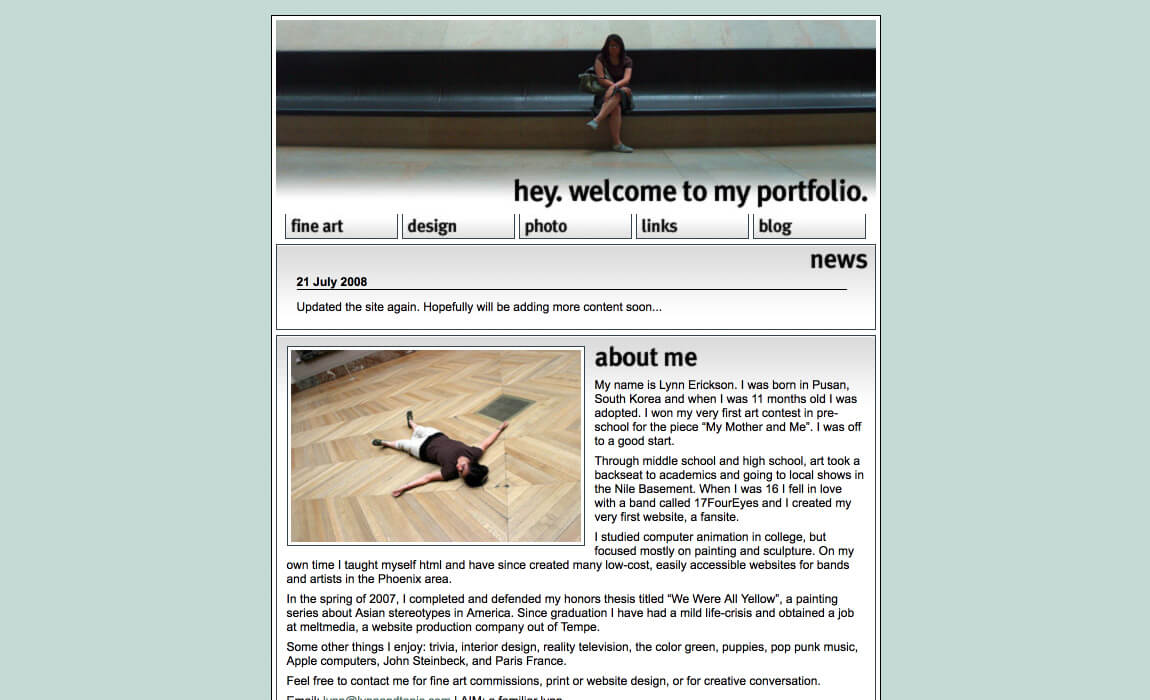 hey. welcome to my portfolio.
fine art
design
photo
links
blog
news
21 July 2008
Updated the site again. Hopefully will be adding more content soon...
about me
My name is Lynn Erickson. I was born in Pusan,
South Korea and when I was 11 months old I was
adopted. I won my very first art contest in pre-
school for the piece “My Mother and Me”. I was off
to a good start.
Through middle school and high school, art took a
backseat to academics and going to local shows in
the Nile Basement. When I was 16 I fell in love
with a band called 17FourEyes and I created my
very first website, a fansite.
I studied computer animation in college, but
focused mostly on painting and sculpture. On my
own time I taught myself html and have since created many low-cost, easily accessible websites for bands
and artists in the Phoenix area.
In the spring of 2007, I completed and defended my honors thesis titled “We Were All Yellow”, a painting
series about Asian stereotypes in America. Since graduation I have had a mild life-crisis and obtained a job
at meltmedia, a website production company out of Tempe.
Some other things I enjoy: trivia, interior design, reality television, the color green, puppies, pop punk music,
Apple computers, John Steinbeck, and Paris France.
Feel free to contact me for fine art commissions, print or website design, or for creative conversation.